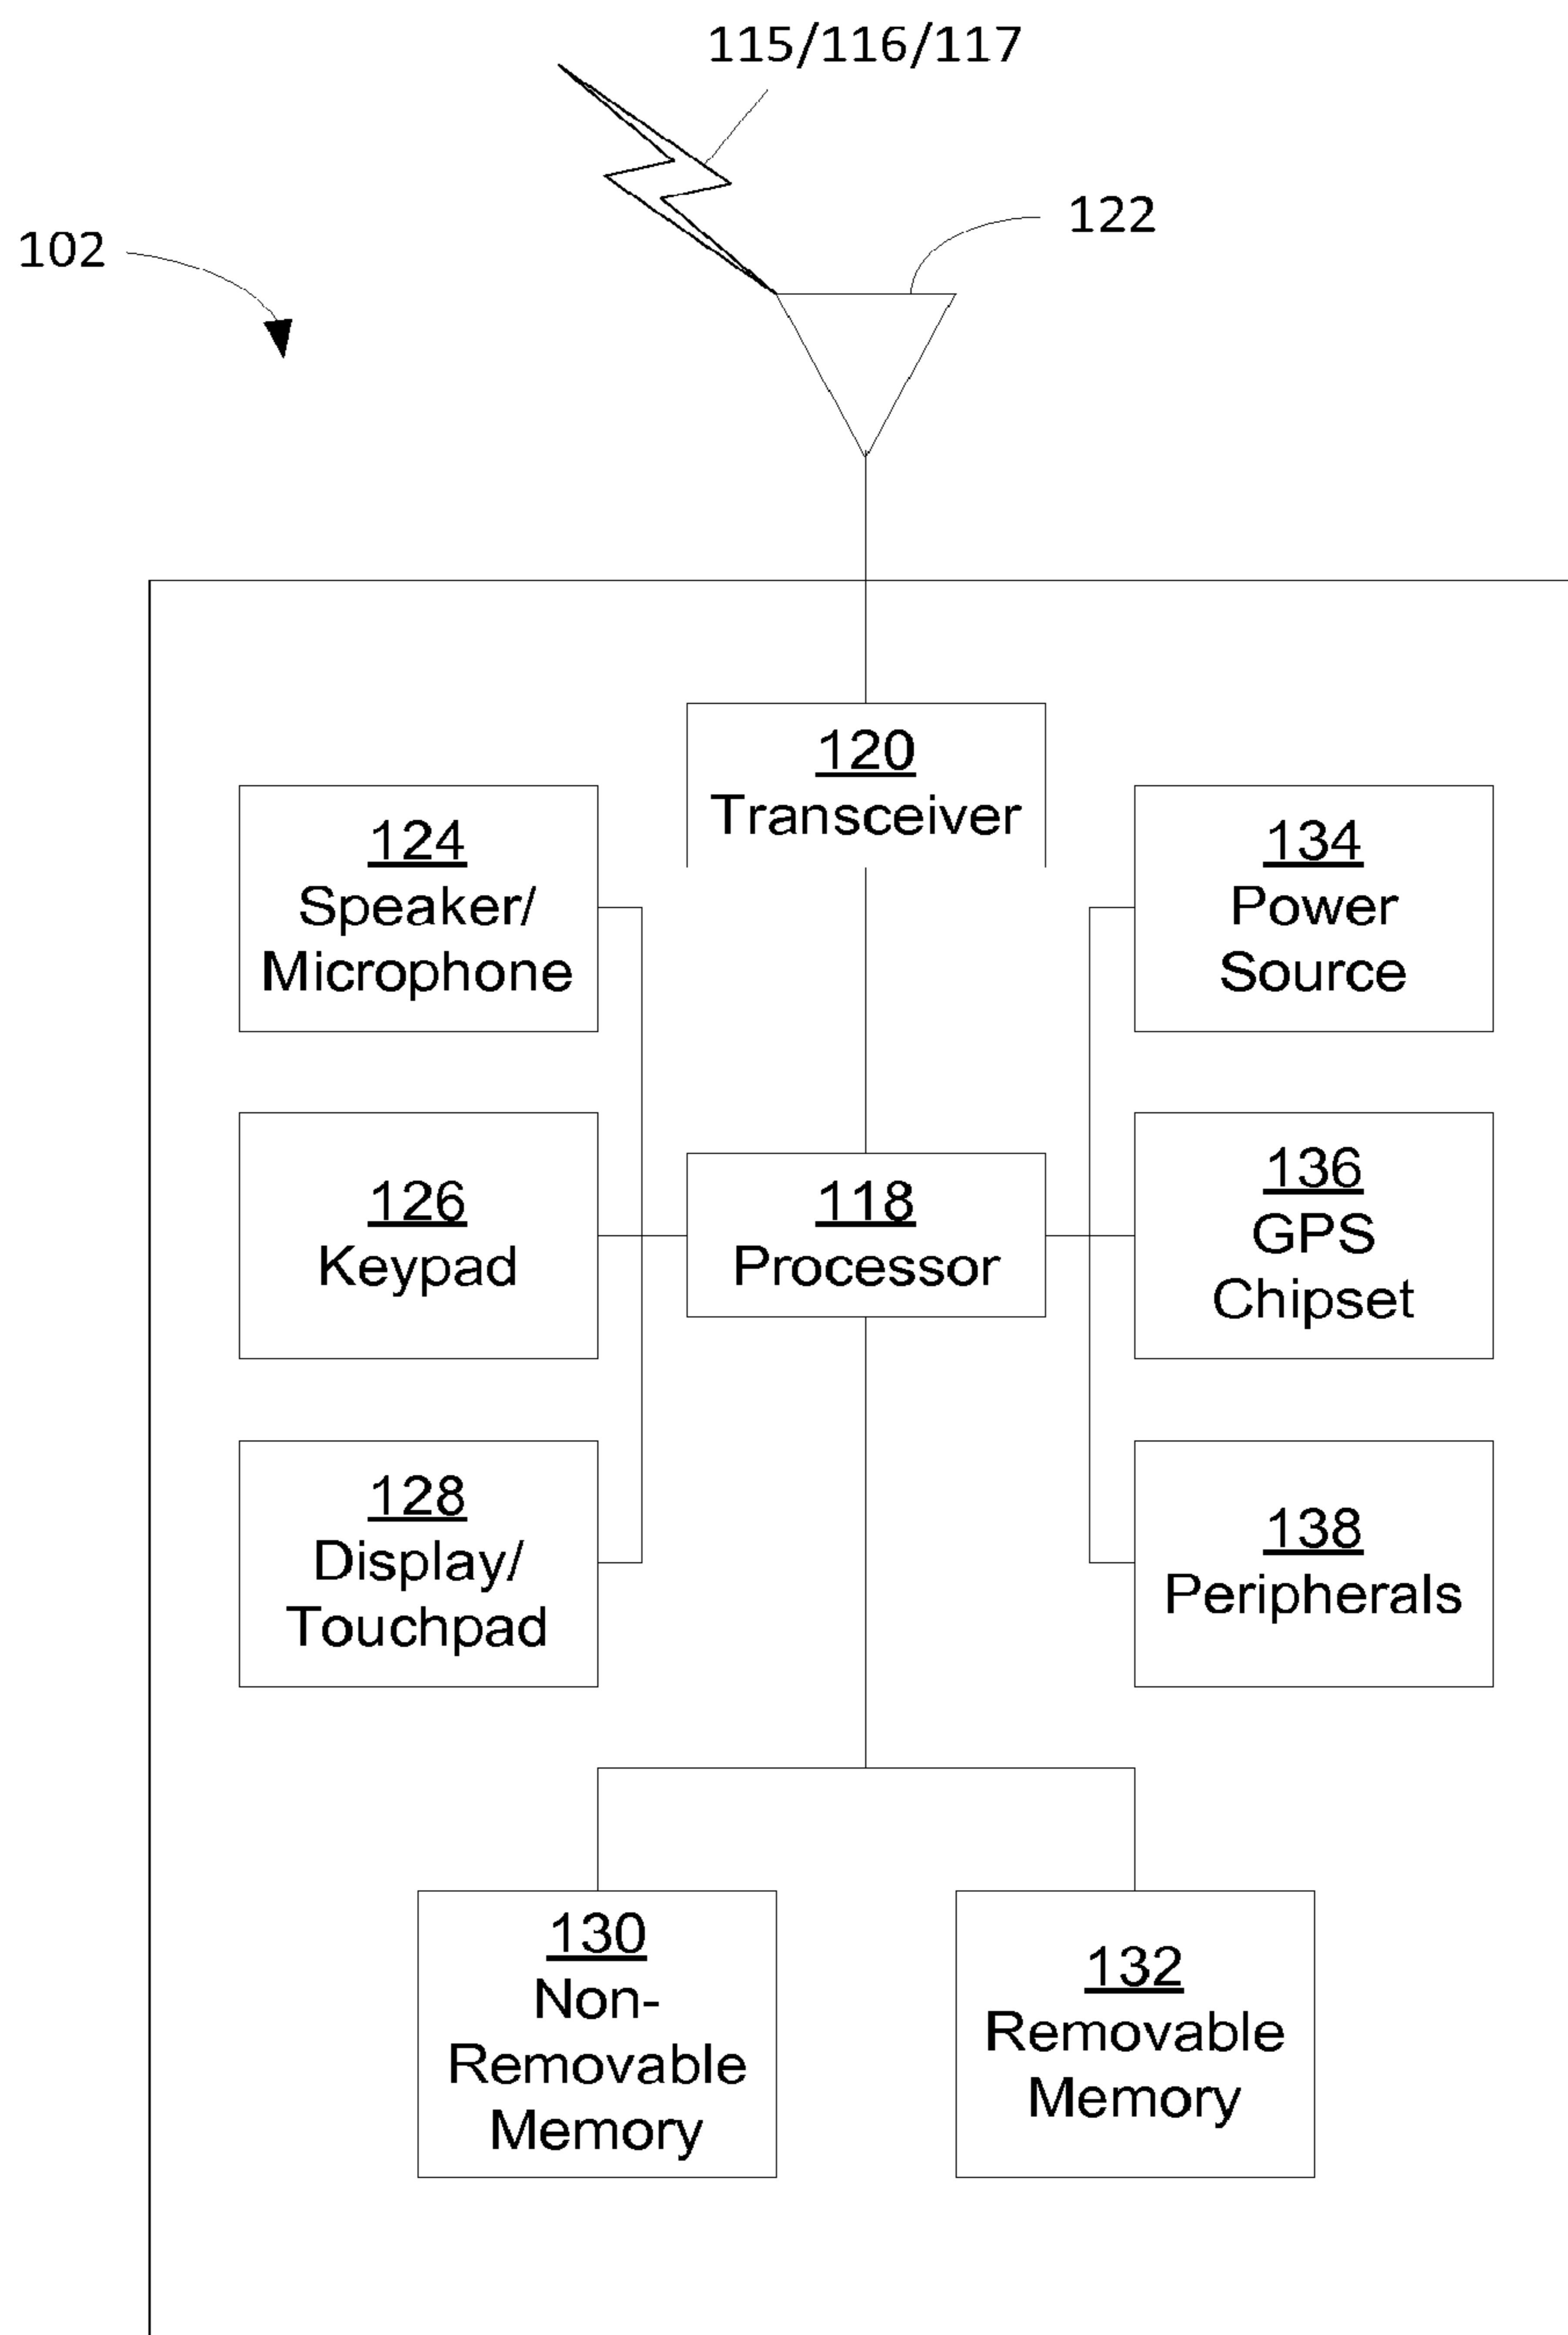 115/116/117
122
102
120
Transceiver
124
Speaker/
Microphone
134
Power
Source
126
Keypad
118
Processor
136
GPS
Chipset
128
Display/
Touchpad
138
Peripherals
130
Non-
Removable
Memory
132
Removable
Memory